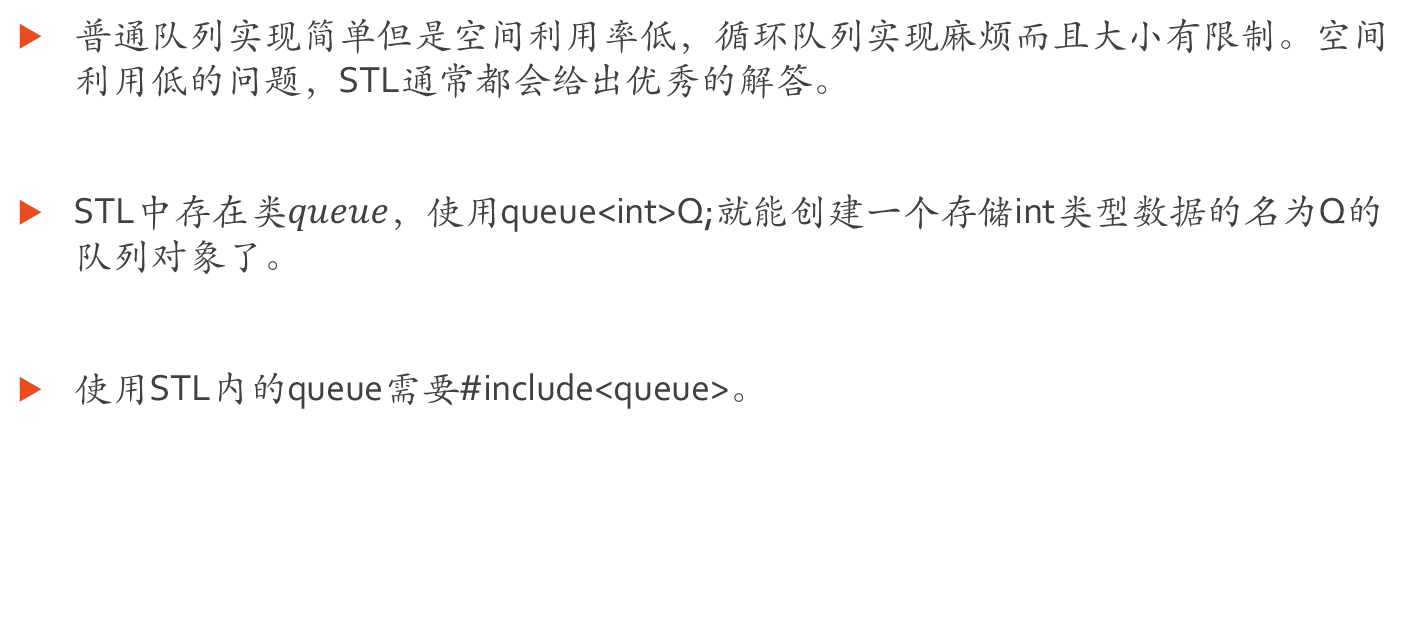 普通队列实现简单但是空间利用率低，循环队列实现麻烦而且大小有限制。空间
利用低的问题，STL通常都会给出优秀的解答。
STL中存在类queue，使用queue<int>Q;就能创建一个存储int类型数据的名为Q的
队列对象了。
使用STL内的queue需要#include<queue>。